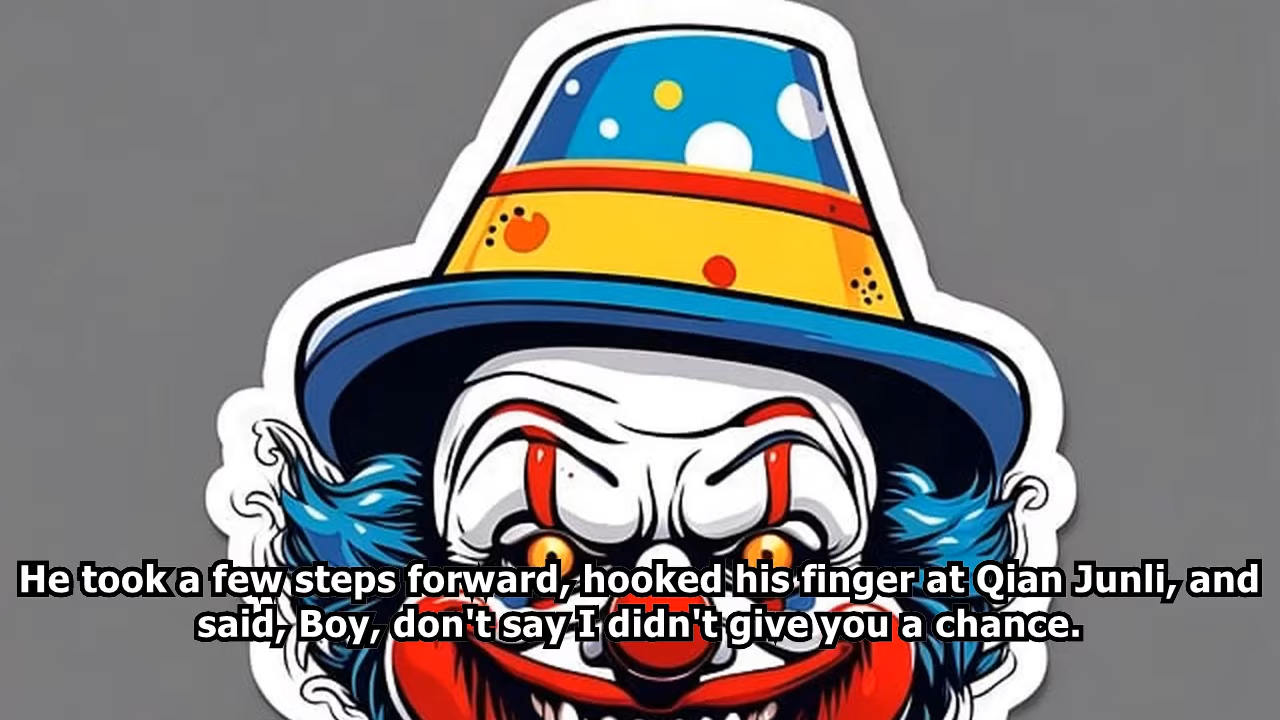 He took a few steps forward, hooked his finger at Qian Junli, and
said, Boy, don't say I didn't give you a chance.